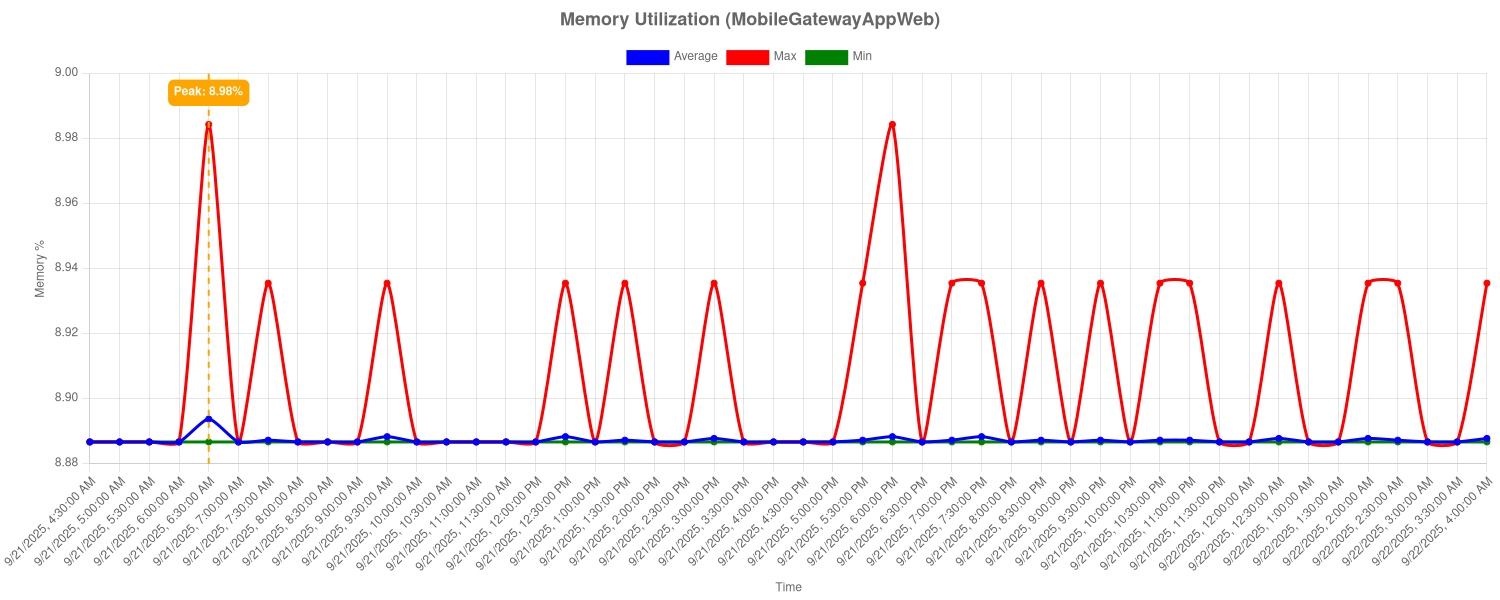 Memory Utilization (MobileGatewayAppWeb)
Average Max Min
9.00
Peak: 8.98%
8.98
8.96
8.94
Memory %
8.92
8.90
8.88
9/21/2025, 4:30:00 AM
9/21/2025, 5:00:00 AM
9/21/2025, 5:30:00 AM
9/21/2025, 6:00:00 AM
9/21/2025, 6:30:00 AM
9/21/2025, 7:00:00 AM
9/21/2025, 7:30:00 AM
9/21/2025, 8:00:00 AM
9/21/2025, 8:30:00 AM
9/21/2025, 9:00:00 AM
9/21/2025, 9:30:00 AM
9/21/2025, 10:00:00 AM
9/21/2025, 10:30:00 AM
9/21/2025, 11:00:00 AM
9/21/2025, 11:30:00 AM
9/21/2025, 12:00:00 PM
9/21/2025, 12:30:00 PM
9/21/2025, 1:00:00 PM
9/21/2025, 1:30:00 PM
9/21/2025, 2:00:00 PM
9/21/2025, 2:30:00 PM
9/21/2025, 3:00:00 PM
9/21/2025, 3:30:00 PM
9/21/2025, 4:00:00 PM
9/21/2025, 4:30:00 PM
9/21/2025, 5:00:00 PM
9/21/2025, 5:30:00 PM
9/21/2025, 6:00:00 PM
9/21/2025, 6:30:00 PM
9/21/2025, 7:00:00 PM
9/21/2025, 7:30:00 PM
9/21/2025, 8:00:00 PM
9/21/2025, 8:30:00 PM
9/21/2025, 9:00:00 PM
9/21/2025, 9:30:00 PM
9/21/2025, 10:00:00 PM
9/21/2025, 10:30:00 PM
9/21/2025, 11:00:00 PM
9/21/2025, 11:30:00 PM
9/22/2025, 12:00:00 AM
9/22/2025, 12:30:00 AM
9/22/2025, 1:00:00 AM
9/22/2025, 1:30:00 AM
9/22/2025, 2:00:00 AM
9/22/2025, 2:30:00 AM
9/22/2025, 3:00:00 AM
9/22/2025, 3:30:00 AM
9/22/2025, 4:00:00 AM
Time